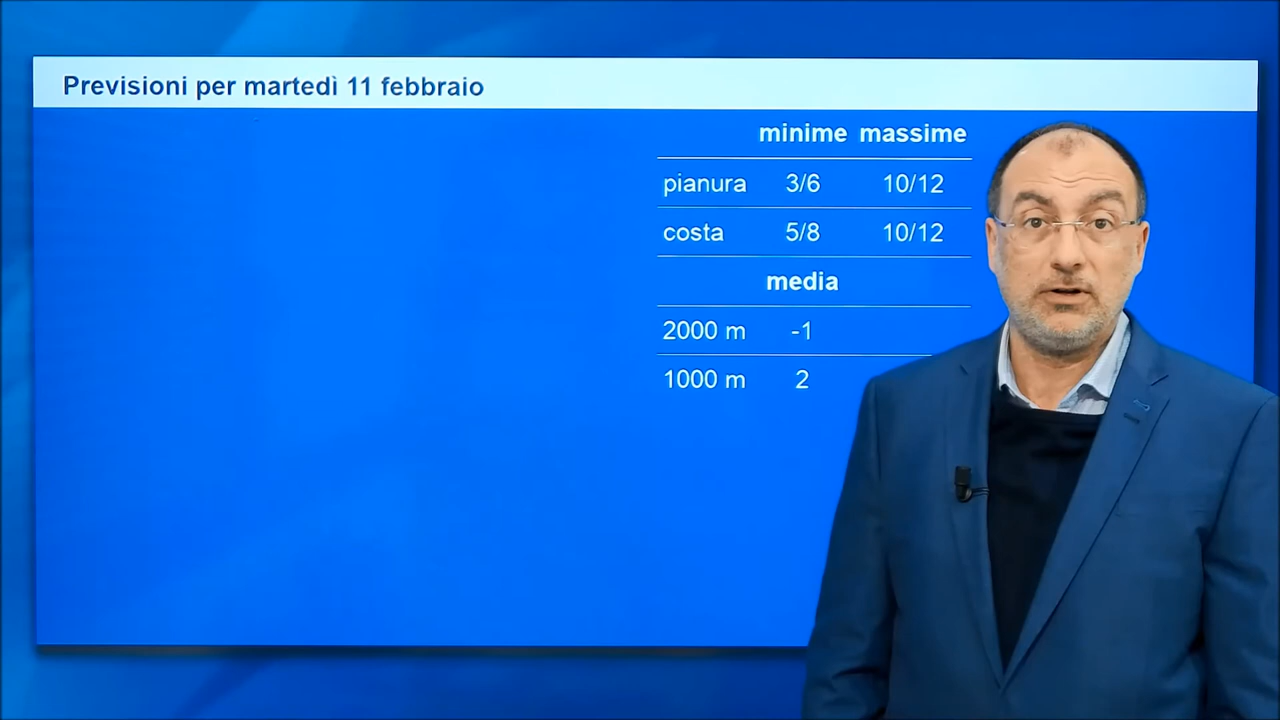 Previsioni per martedì 11 febbraio
minime massime
pianura 3/6 10/12
costa 5/8 10/12
media
2000 m -1
1000 m 2